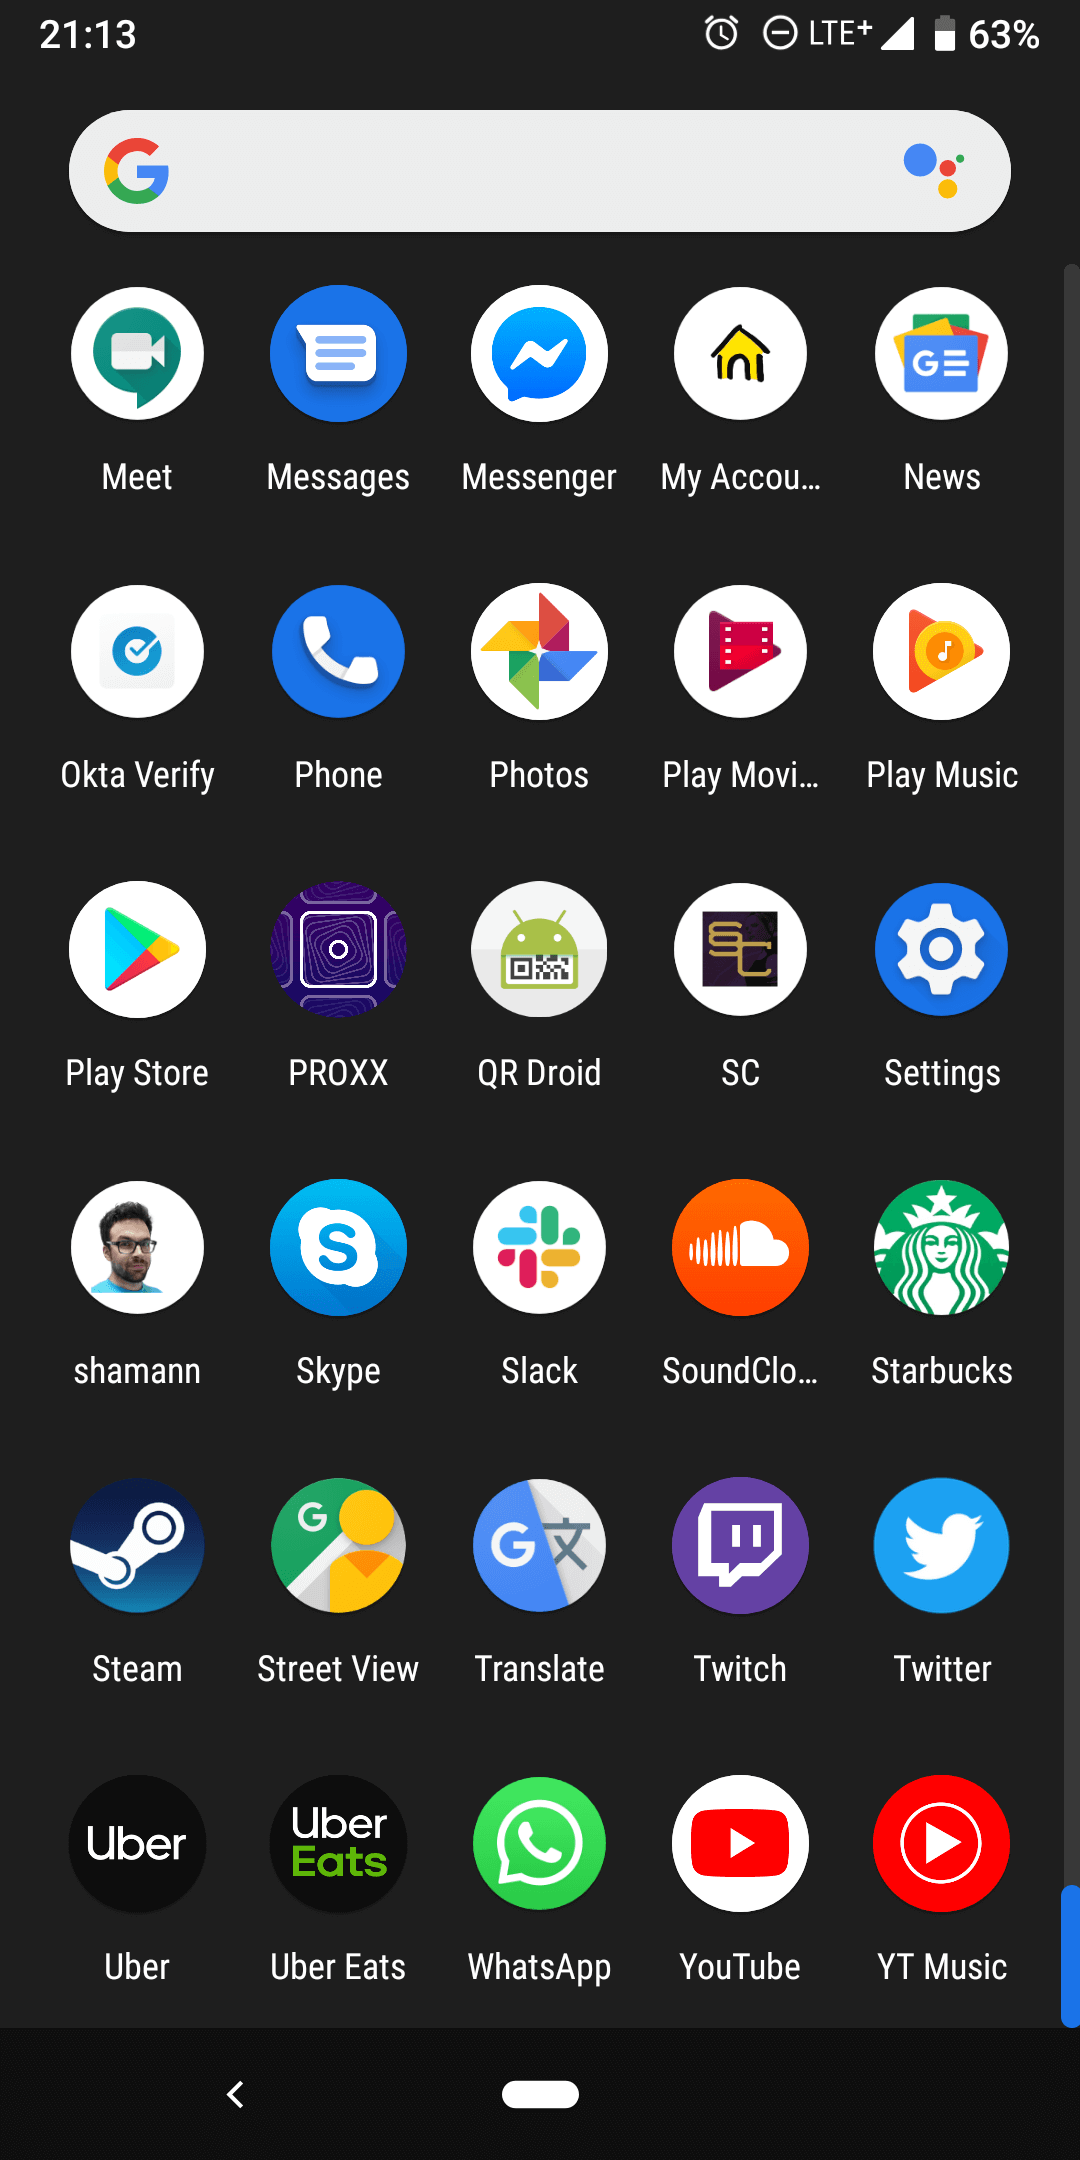 21:13 LTE+ 63%
G
Meet Messages Messenger My Accou... News
Okta Verify Phone Photos Play Movi... Play Music
Play Store PROXX QR Droid SC Settings
shamann Skype Slack SoundClo... Starbucks
G G 文
Steam Street View Translate Twitch Twitter
Uber Uber Eats
Uber Uber Eats WhatsApp YouTube YT Music